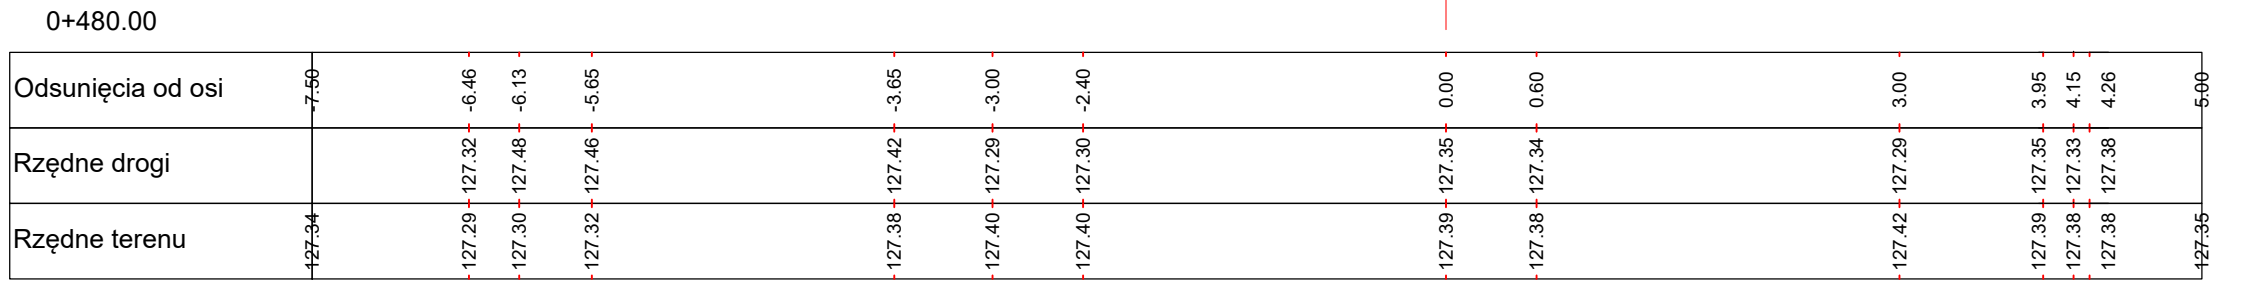 0+480.00
Odsunięcia od osi -7.50 -6.46 -6.13 -5.65 -3.65 -3.00 -2.40 0.00 0.60 3.00 3.95 4.15 4.26 5.00
Rzędne drogi 127.32 127.48 127.46 127.42 127.29 127.30 127.35 127.34 127.29 127.35 127.33 127.38
Rzędne terenu 127.34 127.29 127.30 127.32 127.38 127.40 127.40 127.39 127.38 127.42 127.39 127.38 127.38 127.35